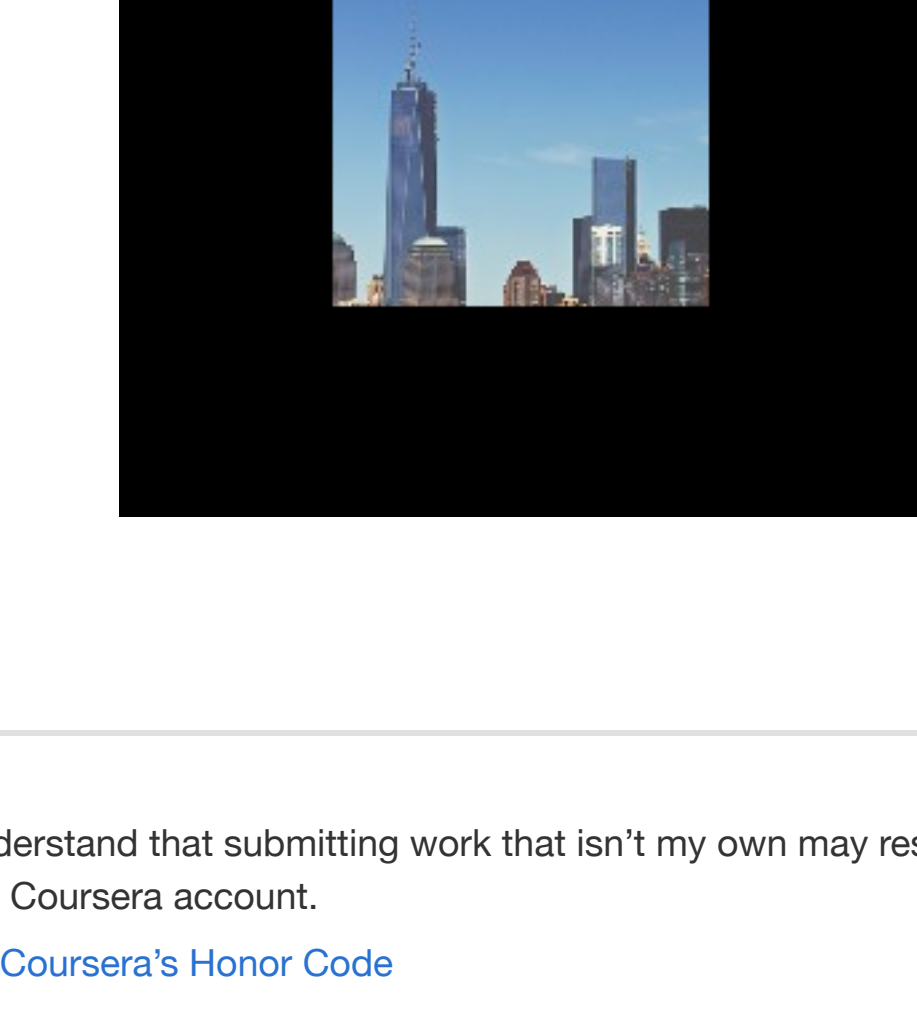 derstand that submitting work that isn’t my own may res
Coursera account.
Coursera’s Honor Code